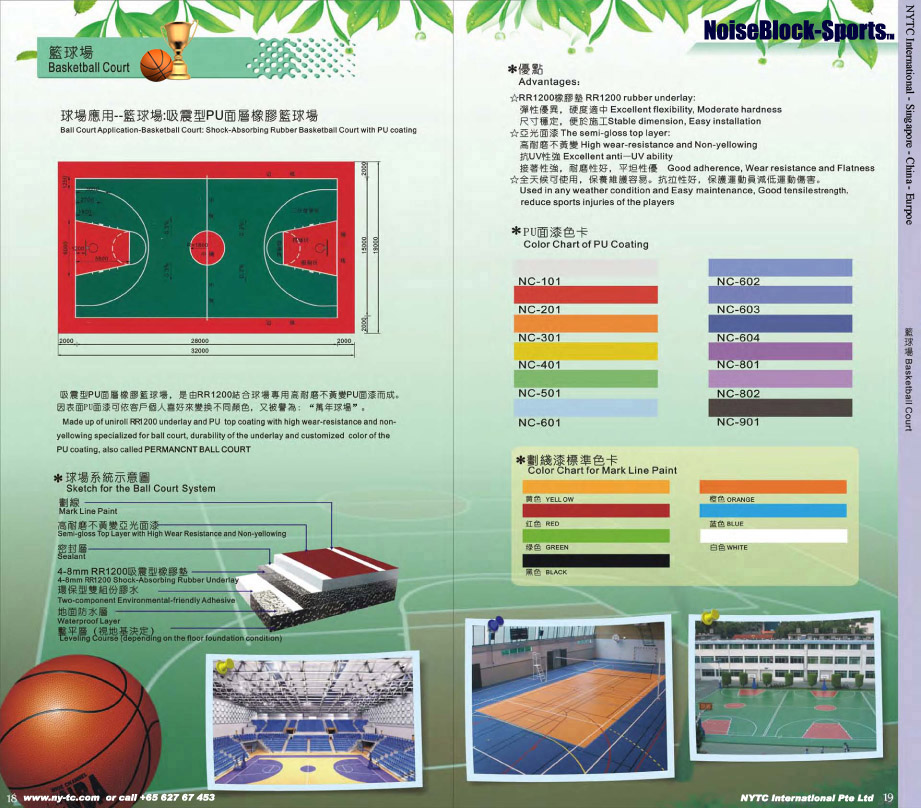 籃球場
Basketball Court
球場應用--籃球場:吸震型PU面層橡膠籃球場
Ball Court Application-Basketball Court: Shock-Absorbing Rubber Basketball Court with PU coating
2000
15000
19000
2000
2000
28000
2000
32000
吸震型PU面層橡膠籃球場，是由RR1200結合球場專用高耐磨不黃變PU面漆而成。
因表面PU面漆可依客戶個人喜好來變換不同顏色，又被譽為：“萬年球場”。
Made up of uniroll RR1200 underlay and PU top coating with high wear-resistance and non-
yellowing specialized for ball court, durability of the underlay and customized color of the
PU coating, also called PERMANCNT BALL COURT
*球場系統示意圖
Sketch for the Ball Court System
劃線
Mark Line Paint
高耐磨不黃變亞光面漆
Semi-gloss Top Layer with High Wear Resistance and Non-yellowing
密封層
Sealant
4-8mm RR1200吸震型橡膠墊
4-8mm RR1200 Shock-Absorbing Rubber Underlay
環保型雙組份膠水
Two-component Environmental-friendly Adhesive
地面防水層
Waterproof Layer
整平層（視地基決定）
Leveling Course (depending on the floor foundation condition)
18 www.ny-tc.com or call +65 627 67 453
NoiseBlock-Sports™
*優點
Advantages:
☆RR1200橡膠墊 RR1200 rubber underlay:
彈性優異，硬度適中 Excellent flexibility, Moderate hardness
尺寸穩定，便於施工Stable dimension, Easy installation
☆亞光面漆 The semi-gloss top layer:
高耐磨不黃變 High wear-resistance and Non-yellowing
抗UV性強 Excellent anti—UV ability
接著性強，耐磨性好，平坦性優 Good adherence, Wear resistance and Flatness
☆全天候可使用，保養維護容易。抗拉性好，保護運動員減低運動傷害。
Used in any weather condition and Easy maintenance, Good tensilestrength,
reduce sports injuries of the players
*PU面漆色卡
Color Chart of PU Coating
NC-101
NC-201
NC-301
NC-401
NC-501
NC-601
NC-602
NC-603
NC-604
NC-801
NC-802
NC-901
*劃綫漆標準色卡
Color Chart for Mark Line Paint
黃色 YELLOW
红色 RED
绿色 GREEN
黑色 BLACK
橙色 ORANGE
蓝色 BLUE
白色 WHITE
NYTC International Pte Ltd 19
NYTC International - Singapore - China - Eurpoe
籃球場 Basketball Court